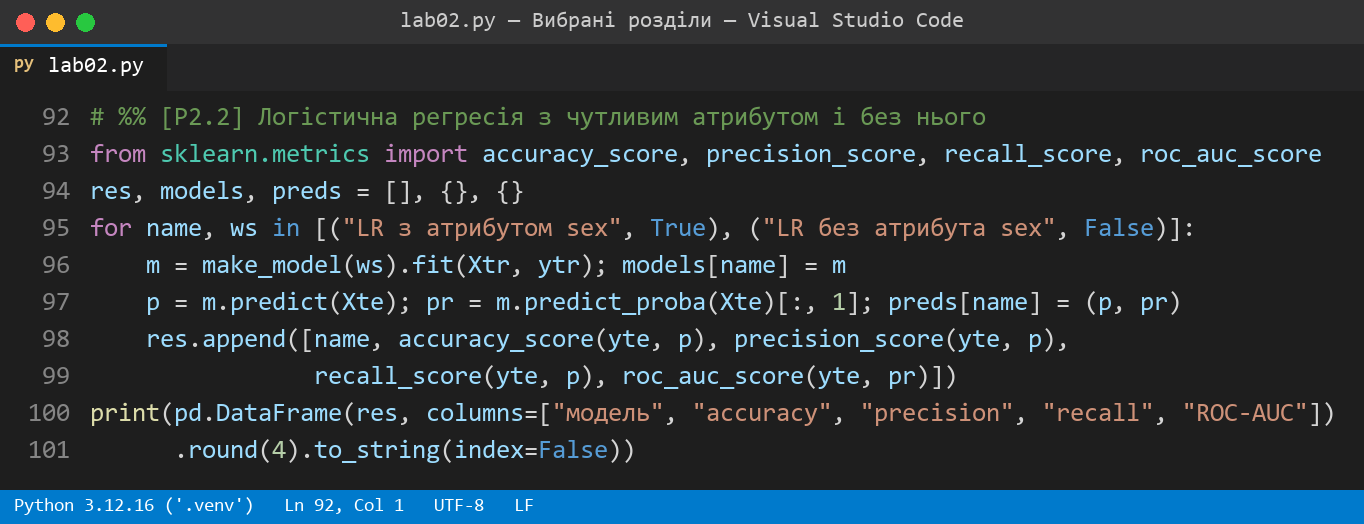 lab02.py — Вибрані розділи — Visual Studio Code
py lab02.py
92 # %% [P2.2] Логістична регресія з чутливим атрибутом і без нього
93 from sklearn.metrics import accuracy_score, precision_score, recall_score, roc_auc_score
94 res, models, preds = [], {}, {}
95 for name, ws in [("LR з атрибутом sex", True), ("LR без атрибута sex", False)]:
96     m = make_model(ws).fit(Xtr, ytr); models[name] = m
97     p = m.predict(Xte); pr = m.predict_proba(Xte)[:, 1]; preds[name] = (p, pr)
98     res.append([name, accuracy_score(yte, p), precision_score(yte, p),
99                 recall_score(yte, p), roc_auc_score(yte, pr)])
100 print(pd.DataFrame(res, columns=["модель", "accuracy", "precision", "recall", "ROC-AUC"])
101       .round(4).to_string(index=False))
Python 3.12.16 ('.venv') Ln 92, Col 1 UTF-8 LF